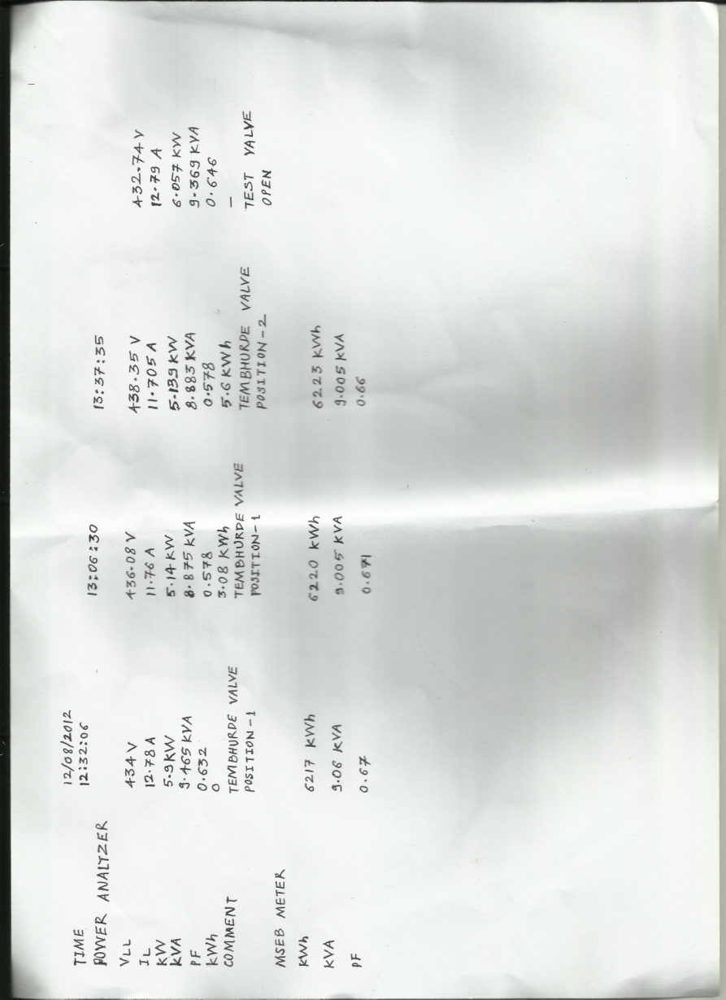 12/08/2012
TIME 12:32:06
POWER ANALYZER 13:06:30 13:37:35
VLL 434 V 436.08 V 438.35 V 432.74 V
IL 12.78 A 11.76 A 11.705 A 12.79 A
KW 5.9 KW 5.14 KW 5.139 KW 6.057 KW
KVA 9.465 KVA 8.875 KVA 8.883 KVA 9.369 KVA
PF 0.632 0.578 0.578 0.646
KWh 0 3.08 KWh 5.6 KWh –
COMMENT TEMBHURDE VALVE TEMBHURDE VALVE TEMBHURDE VALVE TEST VALVE
POSITION-1 POSITION-1 POSITION-2 OPEN
MSEB METER
KWh 6217 KWh 6220 KWh 6223 KWh
KVA 9.06 KVA 9.005 KVA 9.005 KVA
PF 0.67 0.671 0.66